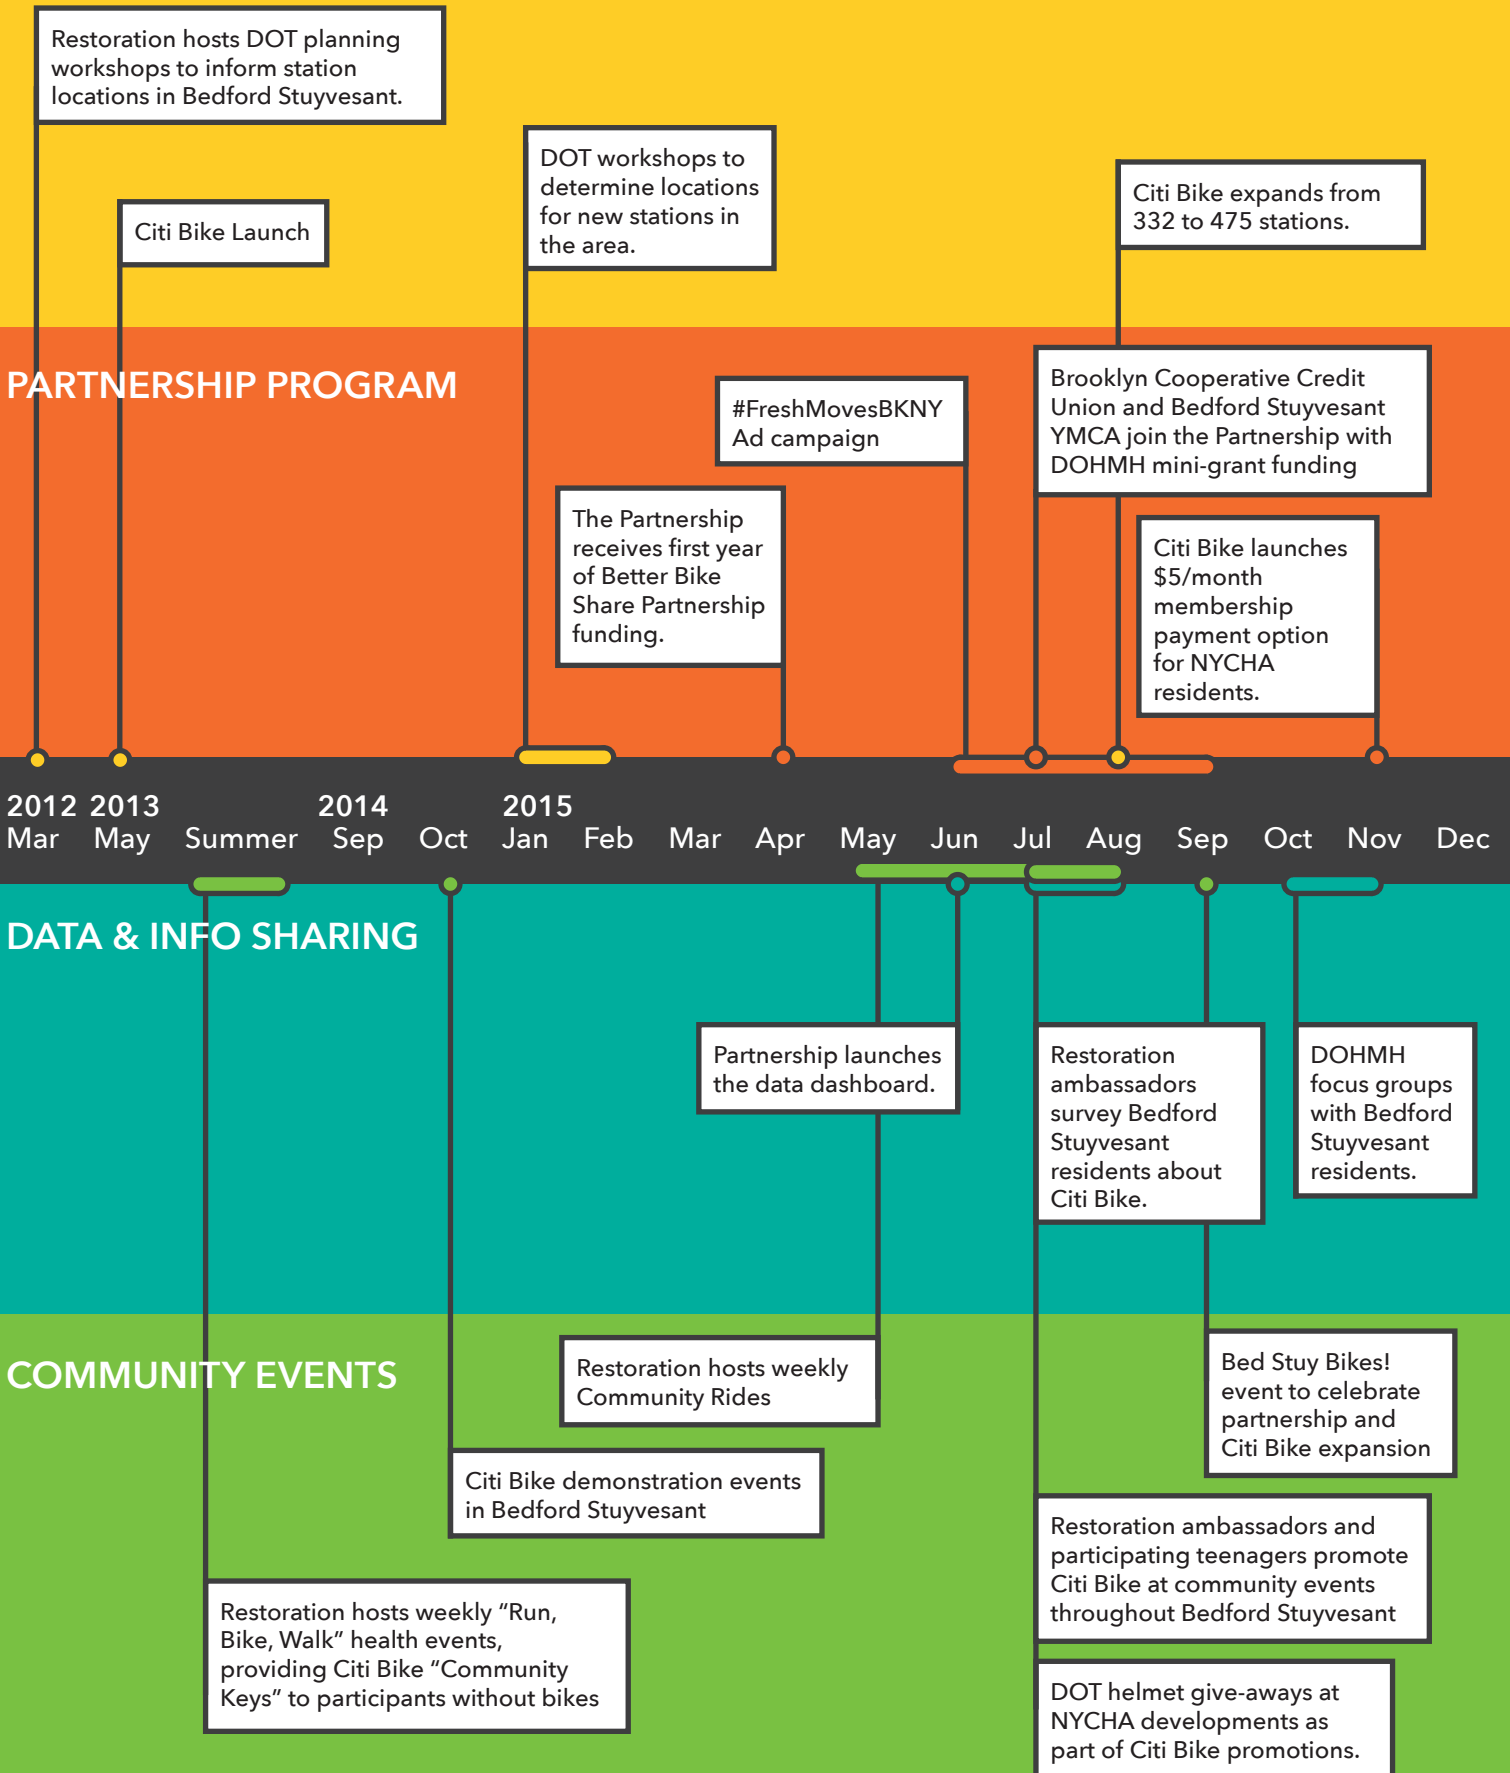 Restoration hosts DOT planning
workshops to inform station
locations in Bedford Stuyvesant.
Citi Bike Launch
DOT workshops to
determine locations
for new stations in
the area.
Citi Bike expands from
332 to 475 stations.
PARTNERSHIP PROGRAM
#FreshMovesBKNY
Ad campaign
Brooklyn Cooperative Credit
Union and Bedford Stuyvesant
YMCA join the Partnership with
DOHMH mini-grant funding
The Partnership
receives first year
of Better Bike
Share Partnership
funding.
Citi Bike launches
$5/month
membership
payment option
for NYCHA
residents.
2012 2013 2014 2015
Mar May Summer Sep Oct Jan Feb Mar Apr May Jun Jul Aug Sep Oct Nov Dec
DATA & INFO SHARING
Partnership launches
the data dashboard.
Restoration
ambassadors
survey Bedford
Stuyvesant
residents about
Citi Bike.
DOHMH
focus groups
with Bedford
Stuyvesant
residents.
COMMUNITY EVENTS
Restoration hosts weekly
Community Rides
Bed Stuy Bikes!
event to celebrate
partnership and
Citi Bike expansion
Citi Bike demonstration events
in Bedford Stuyvesant
Restoration ambassadors and
participating teenagers promote
Citi Bike at community events
throughout Bedford Stuyvesant
Restoration hosts weekly “Run,
Bike, Walk” health events,
providing Citi Bike “Community
Keys” to participants without bikes
DOT helmet give-aways at
NYCHA developments as
part of Citi Bike promotions.